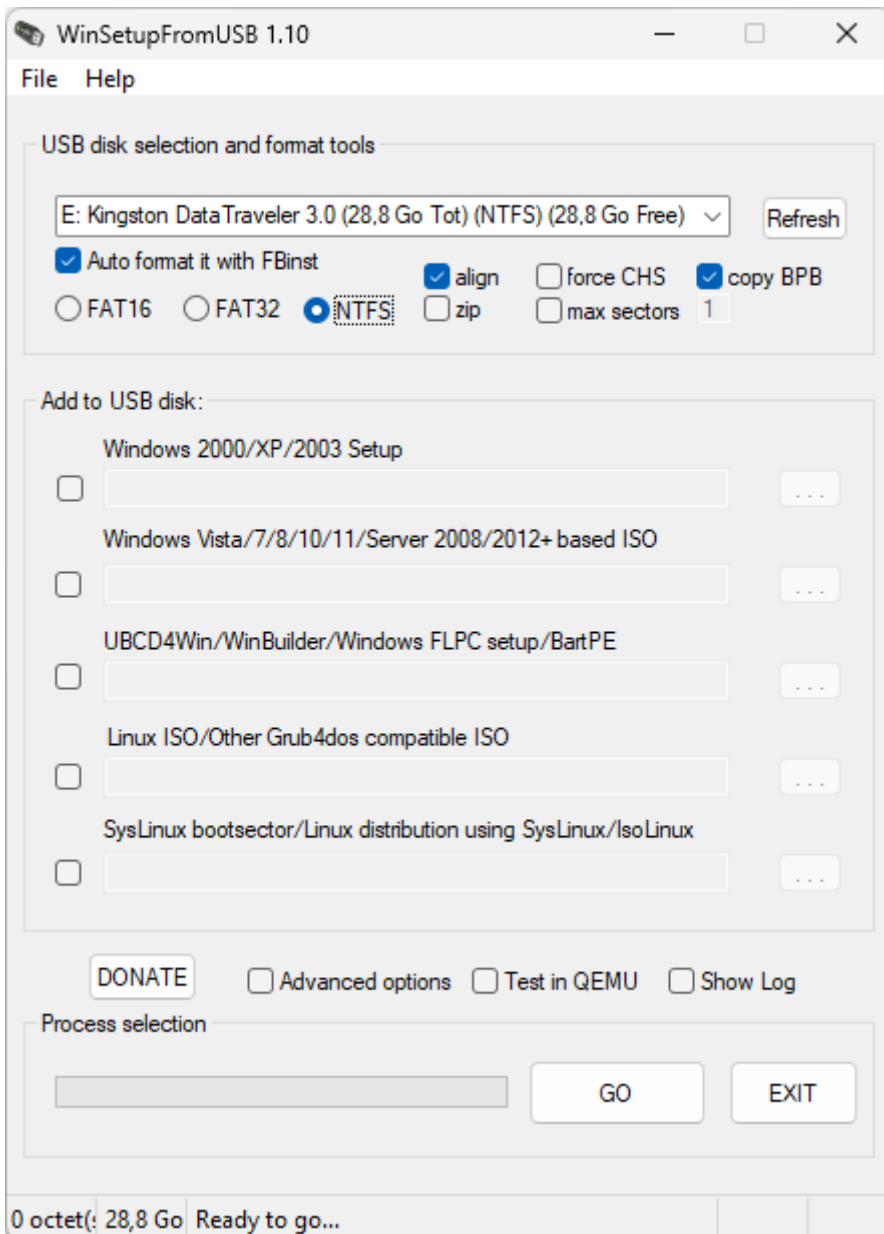 WinSetupFromUSB 1.10
File Help
USB disk selection and format tools
E: Kingston DataTraveler 3.0 (28,8 Go Tot) (NTFS) (28,8 Go Free)
Refresh
Auto format it with FBinst
align force CHS copy BPB
FAT16 FAT32 NTFS zip max sectors 1
Add to USB disk:
Windows 2000/XP/2003 Setup
...
Windows Vista/7/8/10/11/Server 2008/2012+ based ISO
...
UBCD4Win/WinBuilder/Windows FLPC setup/BartPE
...
Linux ISO/Other Grub4dos compatible ISO
...
SysLinux bootsector/Linux distribution using SysLinux/IsoLinux
...
DONATE Advanced options Test in QEMU Show Log
Process selection
GO EXIT
0 octet(s 28,8 Go Ready to go...